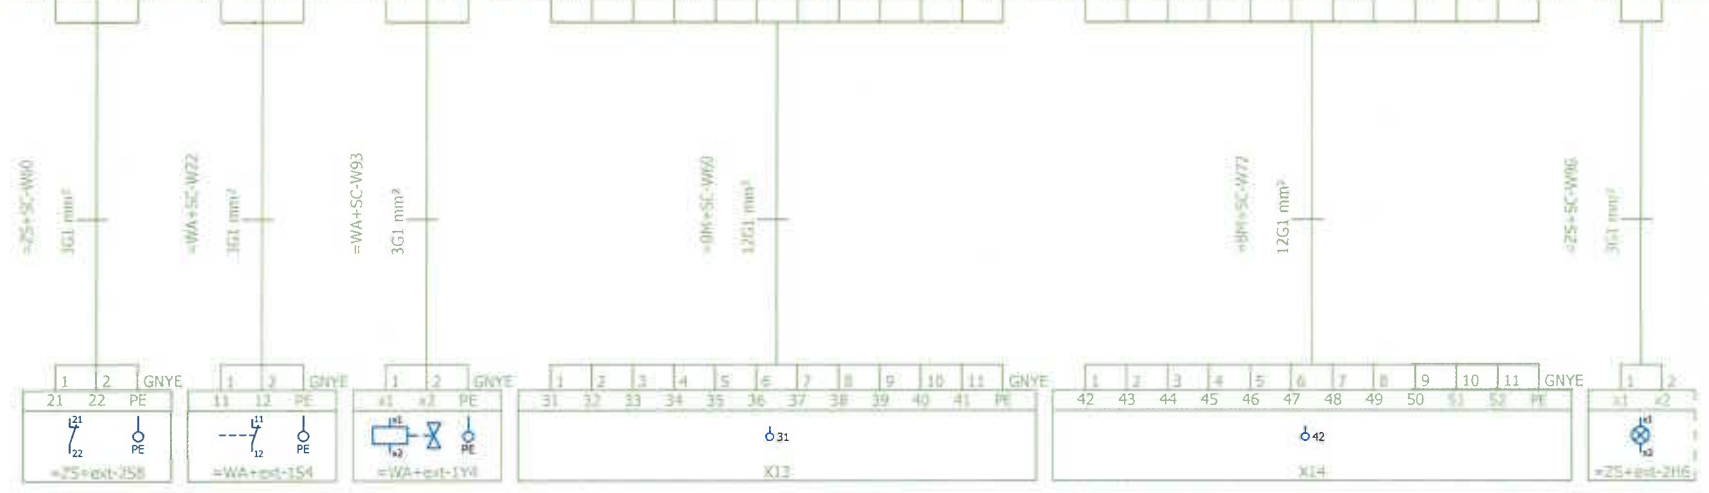 =ZS+SC-W60
3G1 mm²
=WA+SC-W22
3G1 mm²
=WA+SC-W93
3G1 mm²
=BM+SC-W60
12G1 mm²
=BM+SC-W77
12G1 mm²
=ZS+SC-W96
3G1 mm²
1 2 GNYE
1 2 GNYE
1 2 GNYE
1 2 3 4 5 6 7 8 9 10 11 GNYE
1 2 3 4 5 6 7 8 9 10 11 GNYE
1 2
21 22 PE
11 12 PE
x1 x2 PE
31 32 33 34 35 36 37 38 39 40 41 PE
42 43 44 45 46 47 48 49 50 51 52 PE
x1 x2
21
22
PE
11
12
PE
x1
x2
PE
31
42
x1
x2
=ZS+ext-2S8
=WA+ext-1S4
=WA+ext-1Y4
X13
X14
=ZS+ext-2H6